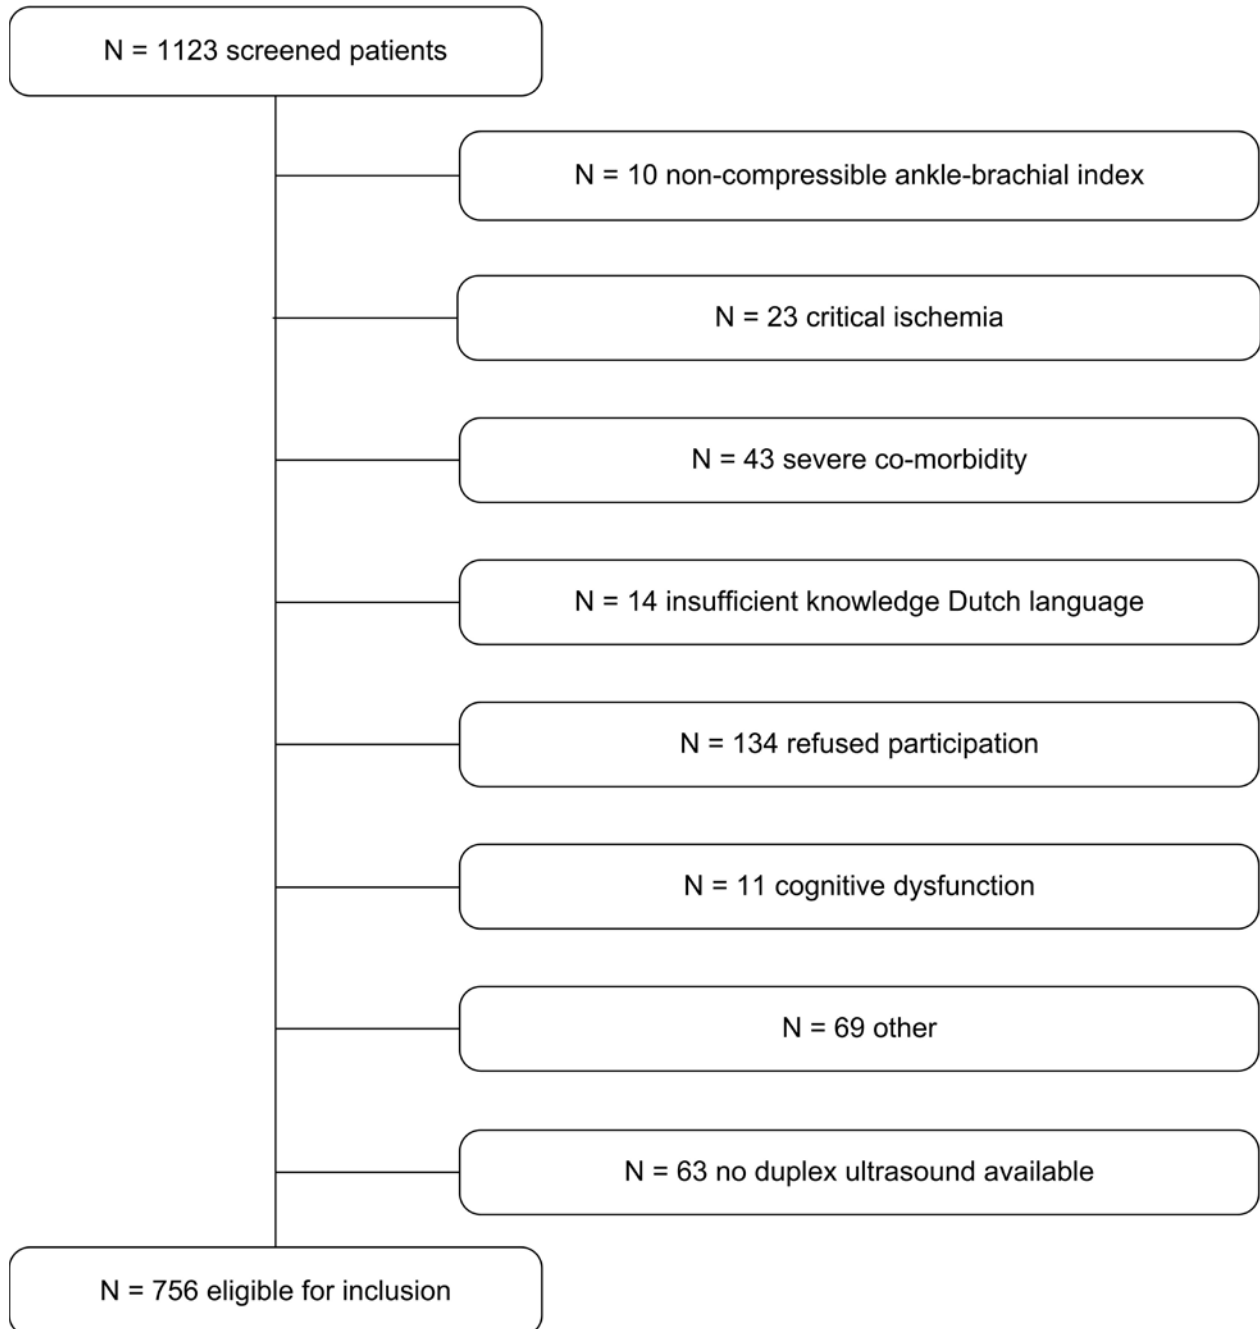 N = 1123 screened patients
N = 10 non-compressible ankle-brachial index
N = 23 critical ischemia
N = 43 severe co-morbidity
N = 14 insufficient knowledge Dutch language
N = 134 refused participation
N = 11 cognitive dysfunction
N = 69 other
N = 63 no duplex ultrasound available
N = 756 eligible for inclusion